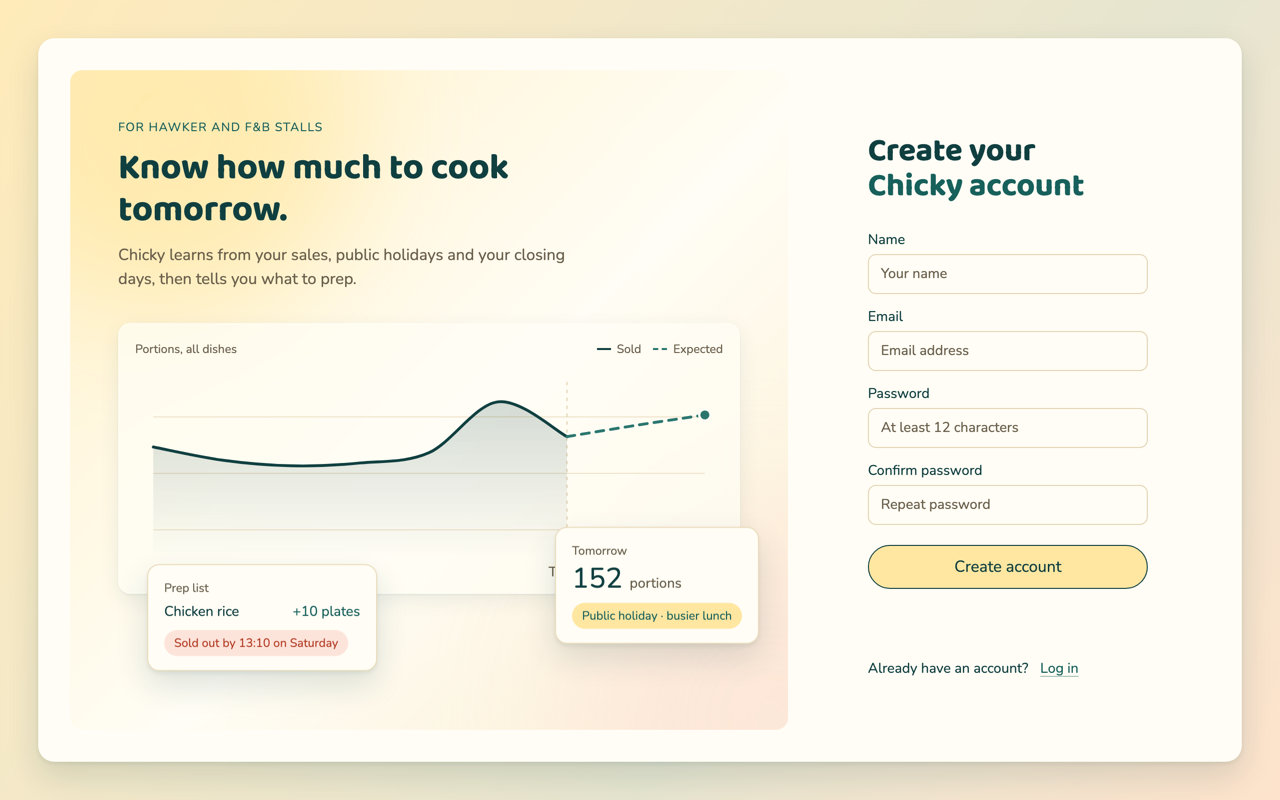 FOR HAWKER AND F&B STALLS
Know how much to cook
tomorrow.
Chicky learns from your sales, public holidays and your closing
days, then tells you what to prep.
Portions, all dishes
Sold
Expected
Tomorrow
152 portions
Public holiday · busier lunch
Prep list
Chicken rice +10 plates
Sold out by 13:10 on Saturday
Create your
Chicky account
Name
Your name
Email
Email address
Password
At least 12 characters
Confirm password
Repeat password
Create account
Already have an account? Log in